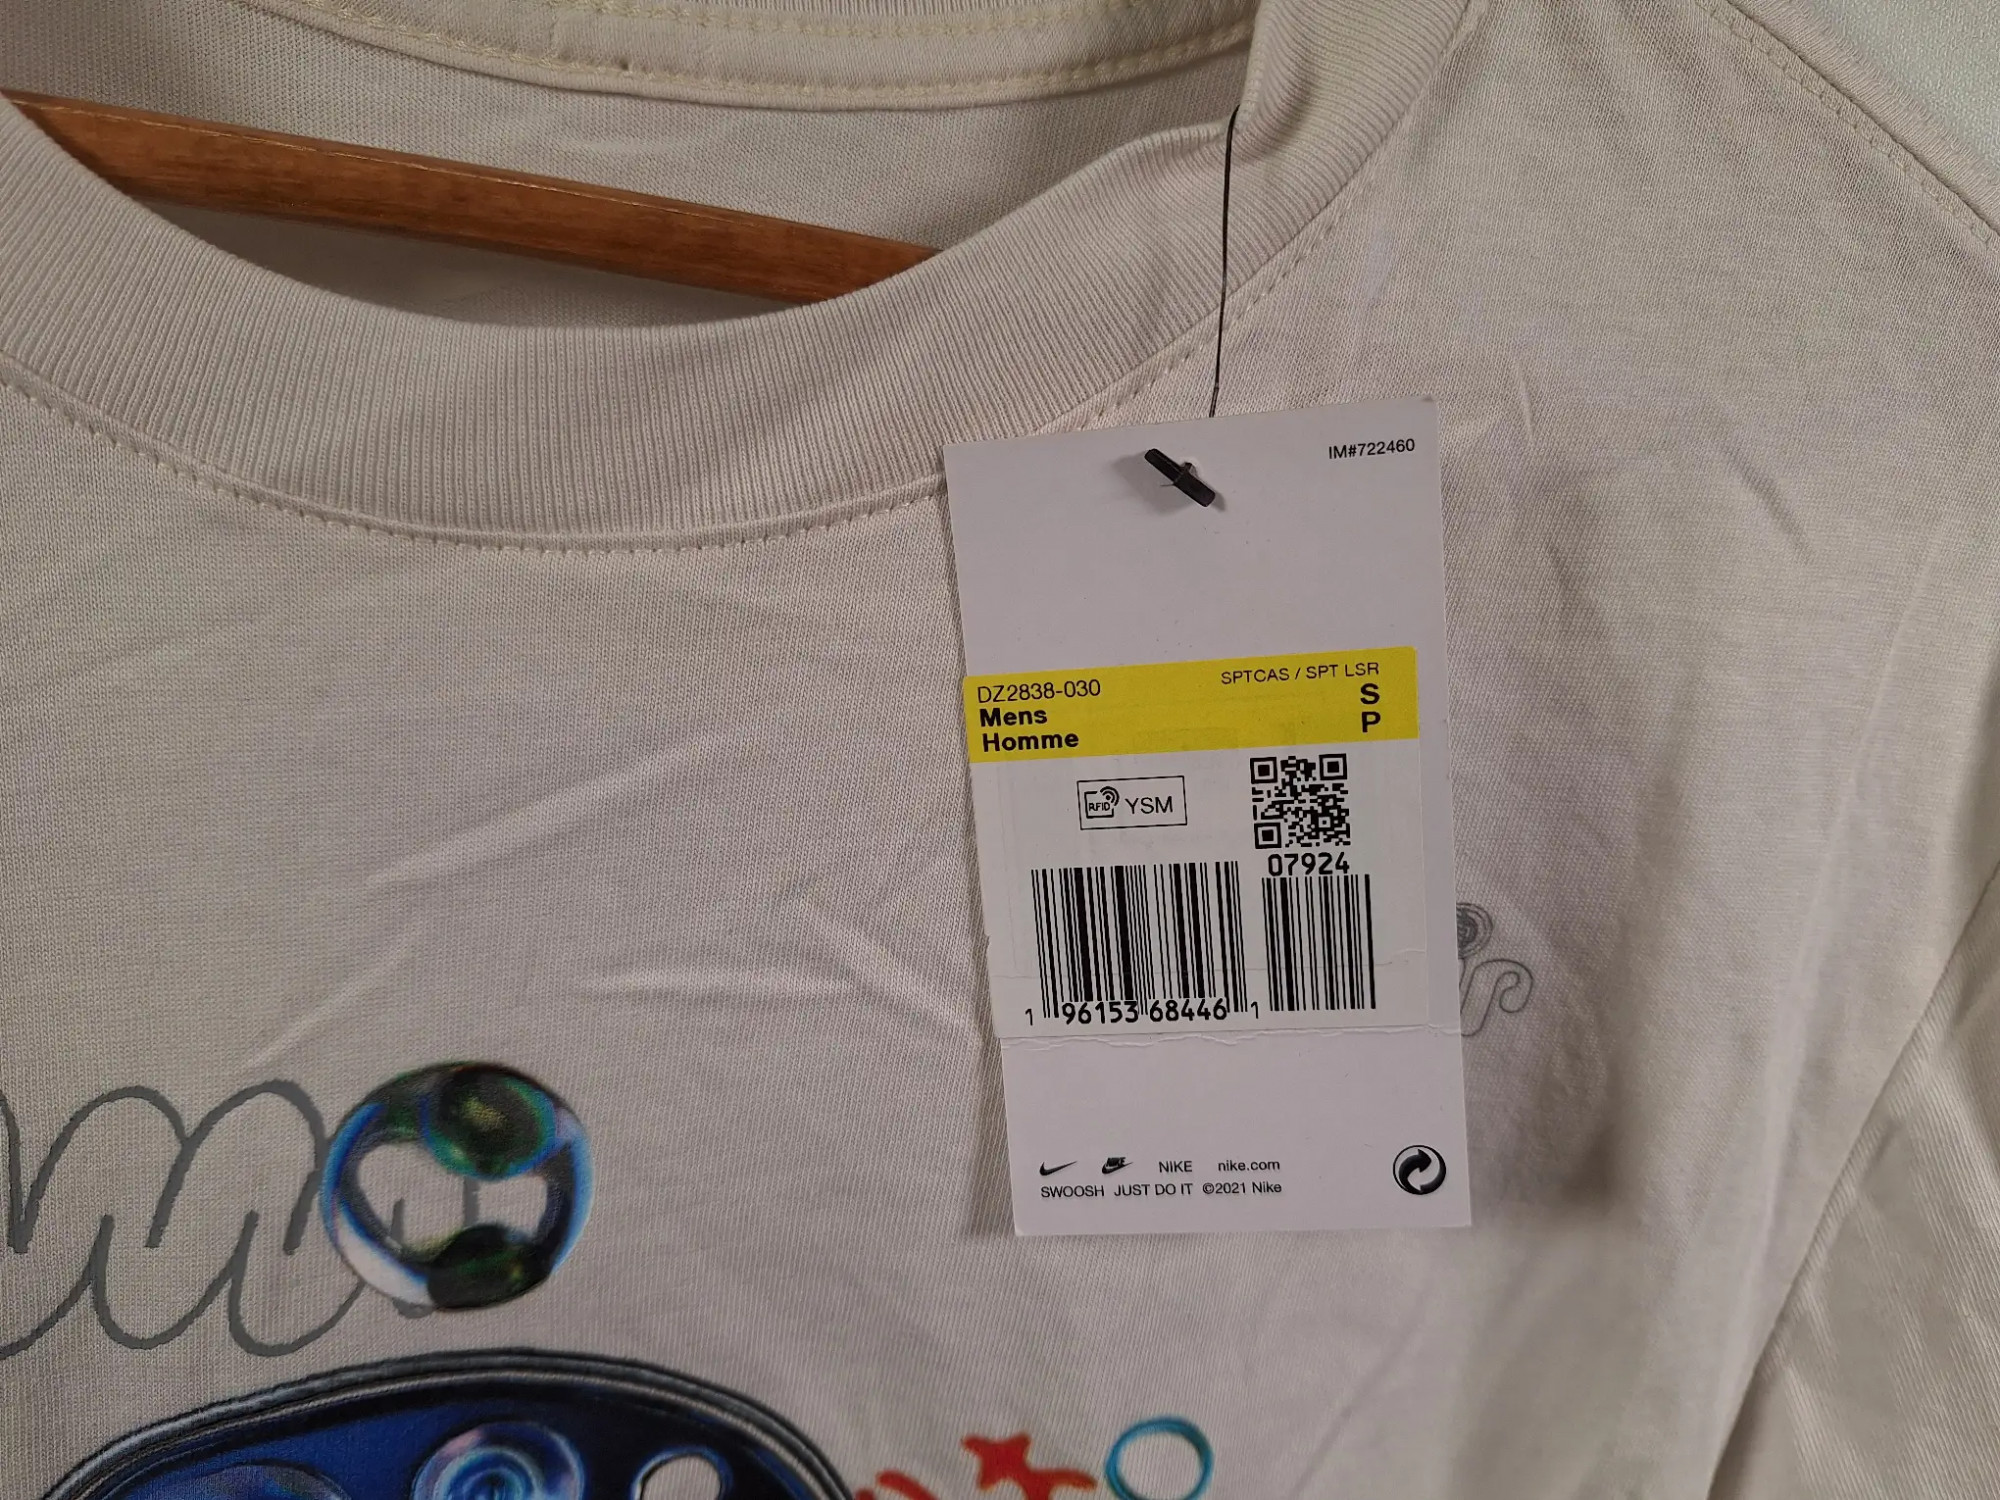 IM#722460
DZ2838-030 SPTCAS / SPT LSR
Mens S
Homme P
RFID YSM
07924
1 96153 68446 1
NIKE nike.com
SWOOSH JUST DO IT ©2021 Nike